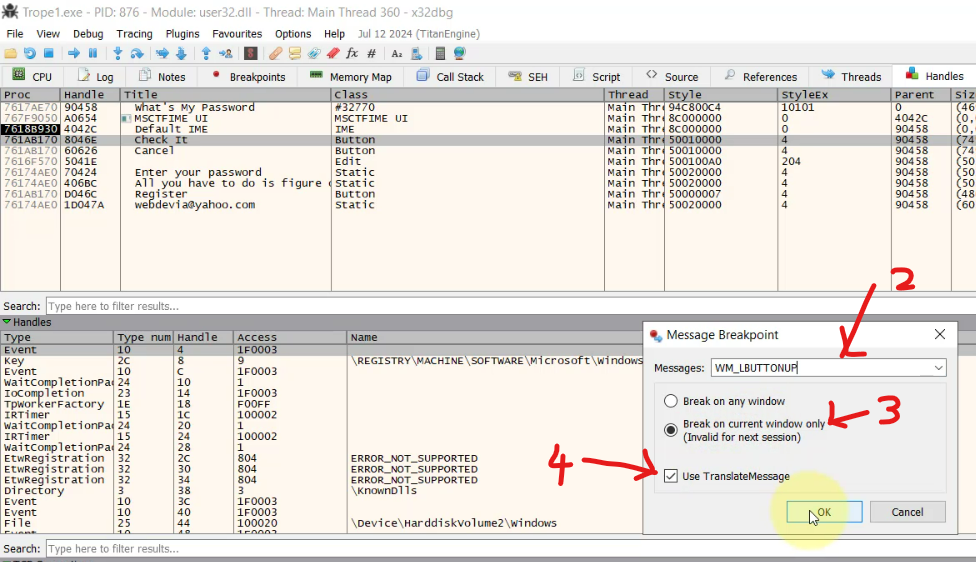 Trope1.exe - PID: 876 - Module: user32.dll - Thread: Main Thread 360 - x32dbg
File View Debug Tracing Plugins Favourites Options Help Jul 12 2024 (TitanEngine)
CPU Log Notes Breakpoints Memory Map Call Stack SEH Script Source References Threads Handles
Proc Handle Title Class Thread Style StyleEx Parent Siz
7617AE70 90458 What's My Password #32770 Main Thre 94C800C4 10101 0 (46
767F9050 A0654 MSCTFIME UI MSCTFIME UI Main Thre 8C000000 0 4042C (0,
7618B930 4042C Default IME IME Main Thre 8C000000 0 90458 (0,
761AB170 8046E Check It Button Main Thre 50010000 4 90458 (74
761AB170 60626 Cancel Button Main Thre 50010000 4 90458 (74
7616F570 5041E Edit Main Thre 500100A0 204 90458 (50
76174AE0 70424 Enter your password Static Main Thre 50020000 4 90458 (50
76174AE0 406BC All you have to do is figure Static Main Thre 50020000 4 90458 (50
761AB170 D046C Register Button Main Thre 50000007 4 90458 (48
76174AE0 1D047A webdevia@yahoo.com Static Main Thre 50020000 4 90458 (60
2
Search: Type here to filter results...
Handles
Type Type num Handle Access Name
Event 10 4 1F0003
Key 2C 8 9 \REGISTRY\MACHINE\SOFTWARE\Microsoft\Windows
Event 10 C 1F0003
WaitCompletionPac 24 10 1
IoCompletion 23 14 1F0003
TpWorkerFactory 1E 18 F00FF
IRTimer 15 1C 100002
WaitCompletionPac 24 20 1
IRTimer 15 24 100002
WaitCompletionPac 24 28 1
EtwRegistration 32 2C 804 ERROR_NOT_SUPPORTED
EtwRegistration 32 30 804 ERROR_NOT_SUPPORTED
EtwRegistration 32 34 804 ERROR_NOT_SUPPORTED
Directory 3 38 3 \KnownDlls
Event 10 3C 1F0003
Event 10 40 1F0003
File 25 44 100020 \Device\HarddiskVolume2\Windows
Event 10 48 1F0003
Message Breakpoint
Messages: WM_LBUTTONUP
Break on any window
Break on current window only
(Invalid for next session)
3
4
Use TranslateMessage
OK Cancel
Search: Type here to filter results...